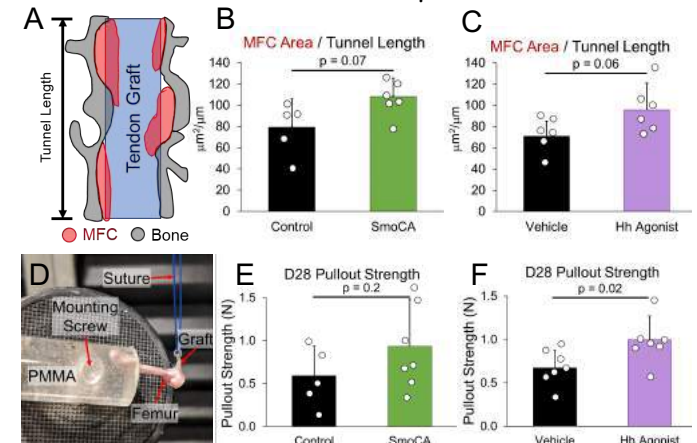 A
Tunnel Length
Tendon Graft
MFC
Bone
B
MFC Area / Tunnel Length
p = 0.07
μm²/μm
140
120
100
80
60
40
20
0
Control
SmoCA
C
MFC Area / Tunnel Length
p = 0.06
μm²/μm
140
120
100
80
60
40
20
0
Vehicle
Hh Agonist
D
Suture
Mounting
Screw
Graft
PMMA
Femur
E
D28 Pullout Strength
p = 0.2
Pullout Strength (N)
1.5
1.0
0.5
0.0
Control
SmoCA
F
D28 Pullout Strength
p = 0.02
Pullout Strength (N)
1.5
1.0
0.5
0.0
Vehicle
Hh Agonist